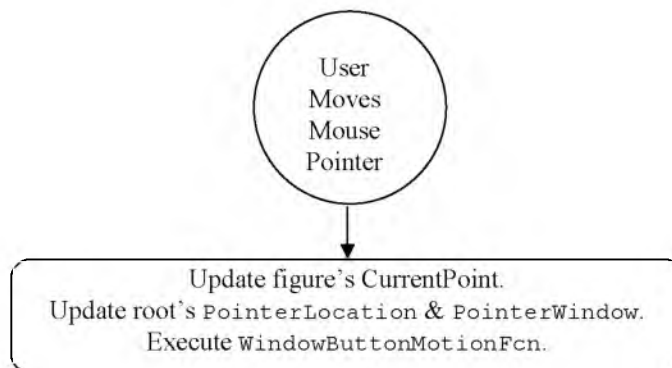 User
Moves
Mouse
Pointer
Update figure's CurrentPoint.
Update root's PointerLocation & PointerWindow.
Execute WindowButtonMotionFcn.